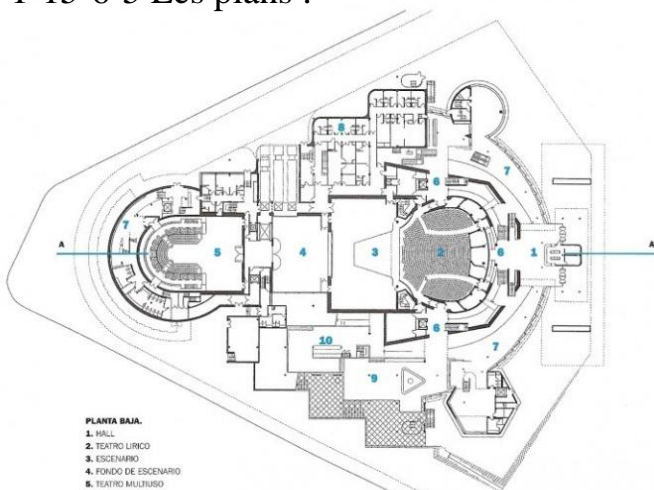 1-13-6-3 Les plans :
8
7
6
7
A
5
4
3
2
6
1
A
6
7
10
9
PLANTA BAJA.
1. HALL
2. TEATRO LIRICO
3. ESCENARIO
4. FONDO DE ESCENARIO
5. TEATRO MULTIUSO